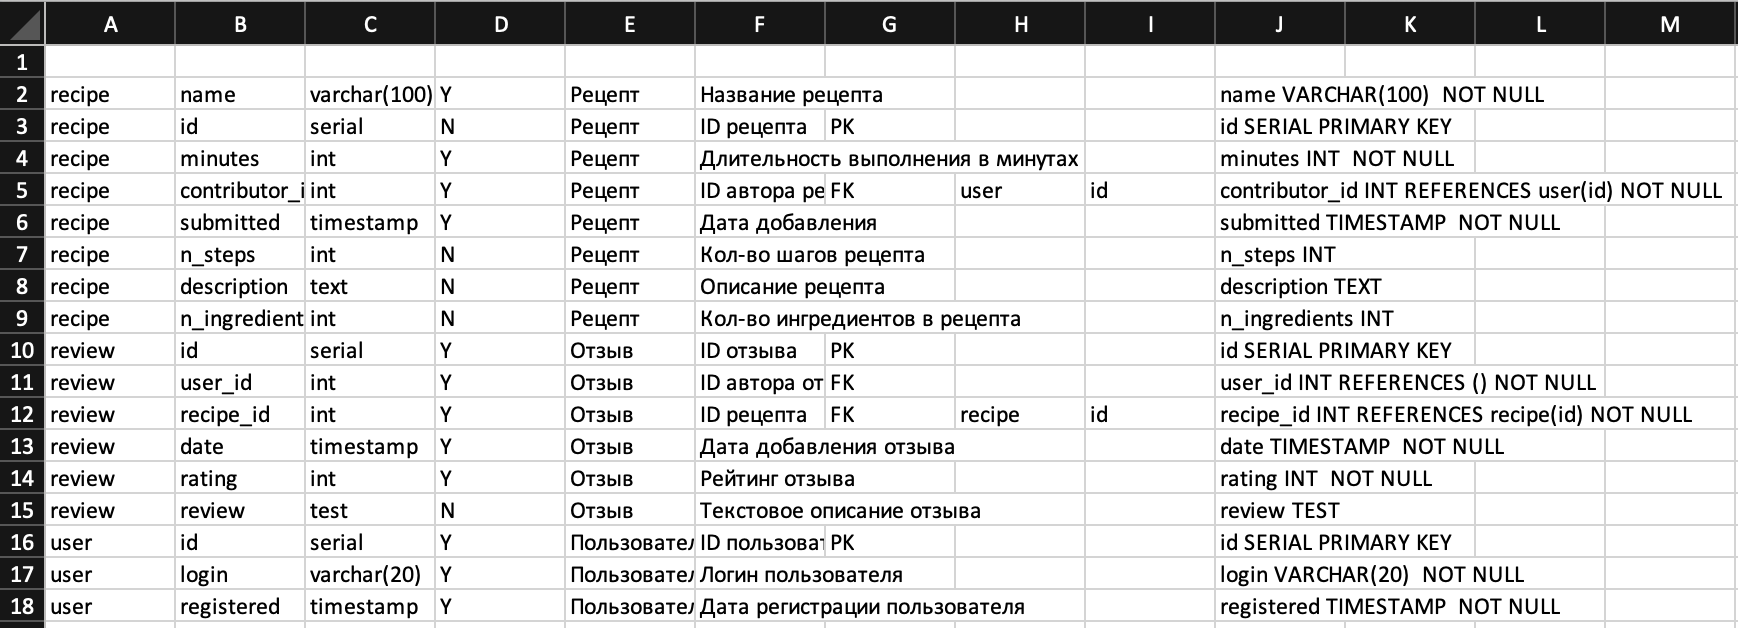 A B C D E F G H I J K L M
1
2 recipe name varchar(100) Y Рецепт Название рецепта name VARCHAR(100)  NOT NULL
3 recipe id serial N Рецепт ID рецепта PK id SERIAL PRIMARY KEY
4 recipe minutes int Y Рецепт Длительность выполнения в минутах minutes INT  NOT NULL
5 recipe contributor_i int Y Рецепт ID автора ре FK user id contributor_id INT REFERENCES user(id) NOT NULL
6 recipe submitted timestamp Y Рецепт Дата добавления submitted TIMESTAMP  NOT NULL
7 recipe n_steps int N Рецепт Кол-во шагов рецепта n_steps INT
8 recipe description text N Рецепт Описание рецепта description TEXT
9 recipe n_ingredient int N Рецепт Кол-во ингредиентов в рецепта n_ingredients INT
10 review id serial Y Отзыв ID отзыва PK id SERIAL PRIMARY KEY
11 review user_id int Y Отзыв ID автора от FK user_id INT REFERENCES () NOT NULL
12 review recipe_id int Y Отзыв ID рецепта FK recipe id recipe_id INT REFERENCES recipe(id) NOT NULL
13 review date timestamp Y Отзыв Дата добавления отзыва date TIMESTAMP  NOT NULL
14 review rating int Y Отзыв Рейтинг отзыва rating INT  NOT NULL
15 review review test N Отзыв Текстовое описание отзыва review TEST
16 user id serial Y Пользовател ID пользоват PK id SERIAL PRIMARY KEY
17 user login varchar(20) Y Пользовател Логин пользователя login VARCHAR(20)  NOT NULL
18 user registered timestamp Y Пользовател Дата регистрации пользователя registered TIMESTAMP  NOT NULL